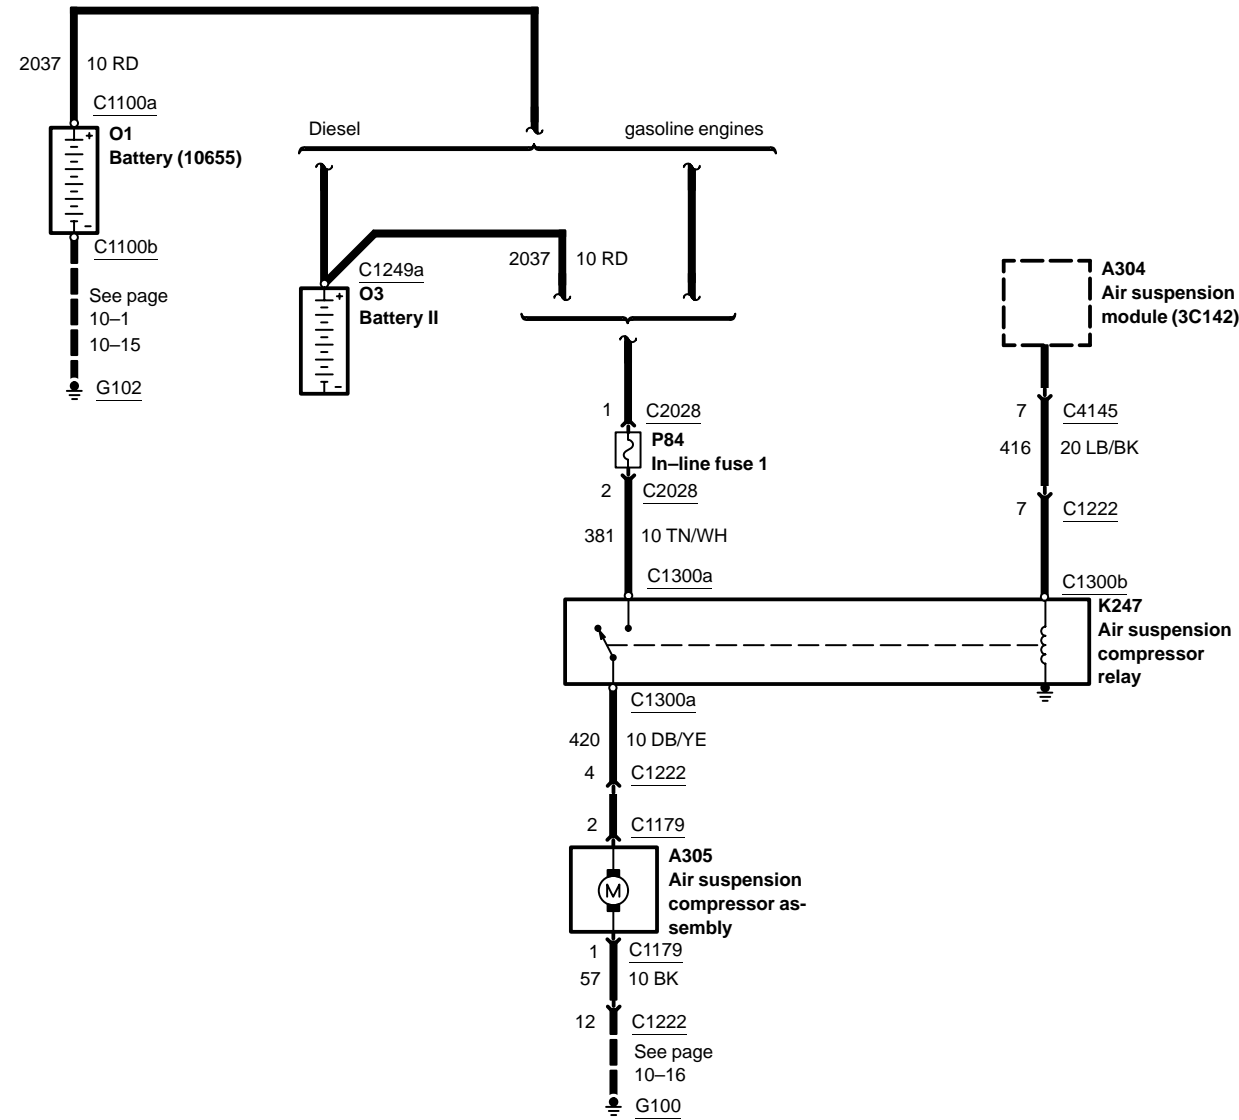 2037 10 RD
C1100a
O1
Battery (10655)
+
–
C1100b
See page
10–1
10–15
G102
Diesel
gasoline engines
2037 10 RD
C1249a
O3
Battery II
+
–
A304
Air suspension
module (3C142)
1 C2028
P84
In–line fuse 1
2 C2028
381 10 TN/WH
C1300a
7 C4145
416 20 LB/BK
7 C1222
C1300b
K247
Air suspension
compressor
relay
C1300a
420 10 DB/YE
4 C1222
2 C1179
A305
Air suspension
compressor as-
sembly
M
1 C1179
57 10 BK
12 C1222
See page
10–16
G100